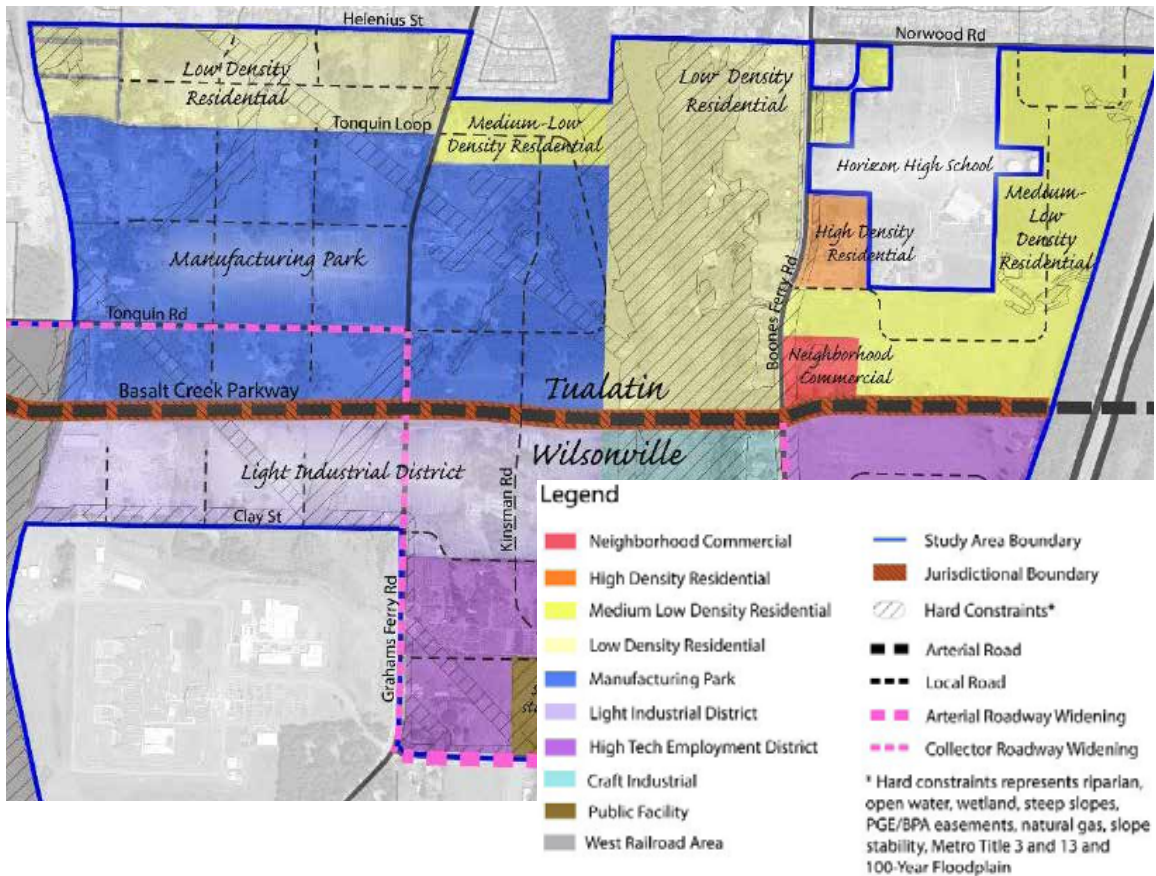 Helenius St
Norwood Rd
Low Density
Residential
Low Density
Residential
Tonquin Loop
Medium-Low
Density Residential
Horizon High School
Medium-
Low
Density
Residential
High Density
Residential
Manufacturing Park
Boones Ferry Rd
Tonquin Rd
Neighborhood
Commercial
Basalt Creek Parkway
Tualatin
Wilsonville
Light Industrial District
Kinsman Rd
Clay St
Grahams Ferry Rd
Legend
Neighborhood Commercial
High Density Residential
Medium Low Density Residential
Low Density Residential
Manufacturing Park
Light Industrial District
High Tech Employment District
Craft Industrial
Public Facility
West Railroad Area
Study Area Boundary
Jurisdictional Boundary
Hard Constraints*
Arterial Road
Local Road
Arterial Roadway Widening
Collector Roadway Widening
* Hard constraints represents riparian,
open water, wetland, steep slopes,
PGE/BPA easements, natural gas, slope
stability, Metro Title 3 and 13 and
100-Year Floodplain